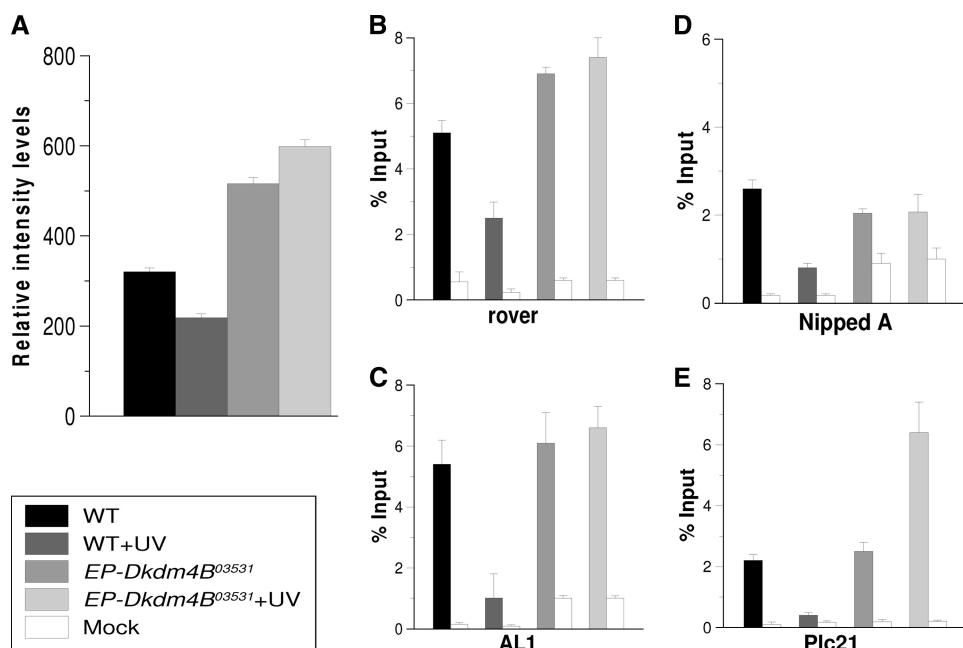 A
Relative intensity levels
800
600
400
200
0
B
% Input
8
6
4
2
0
rover
D
% Input
6
4
2
0
Nipped A
C
% Input
8
6
4
2
0
AL1
E
% Input
8
6
4
2
0
Plc21
WT
WT+UV
EP-Dkdm4B03531
EP-Dkdm4B03531+UV
Mock